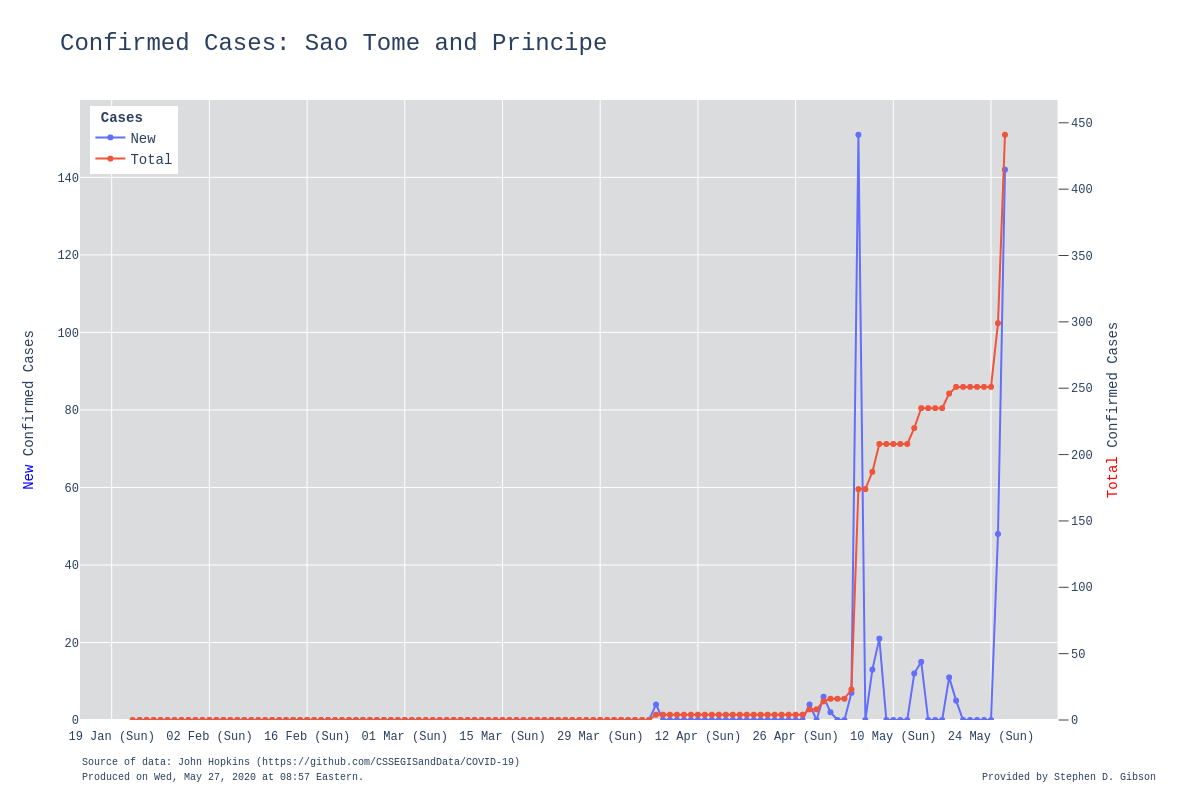 Confirmed Cases: Sao Tome and Principe
Cases
New
Total
140
120
100
80
60
40
20
0
New Confirmed Cases
450
400
350
300
250
200
150
100
50
0
Total Confirmed Cases
19 Jan (Sun) 02 Feb (Sun) 16 Feb (Sun) 01 Mar (Sun) 15 Mar (Sun) 29 Mar (Sun) 12 Apr (Sun) 26 Apr (Sun) 10 May (Sun) 24 May (Sun)
Source of data: John Hopkins (https://github.com/CSSEGISandData/COVID-19)
Produced on Wed, May 27, 2020 at 08:57 Eastern.
Provided by Stephen D. Gibson